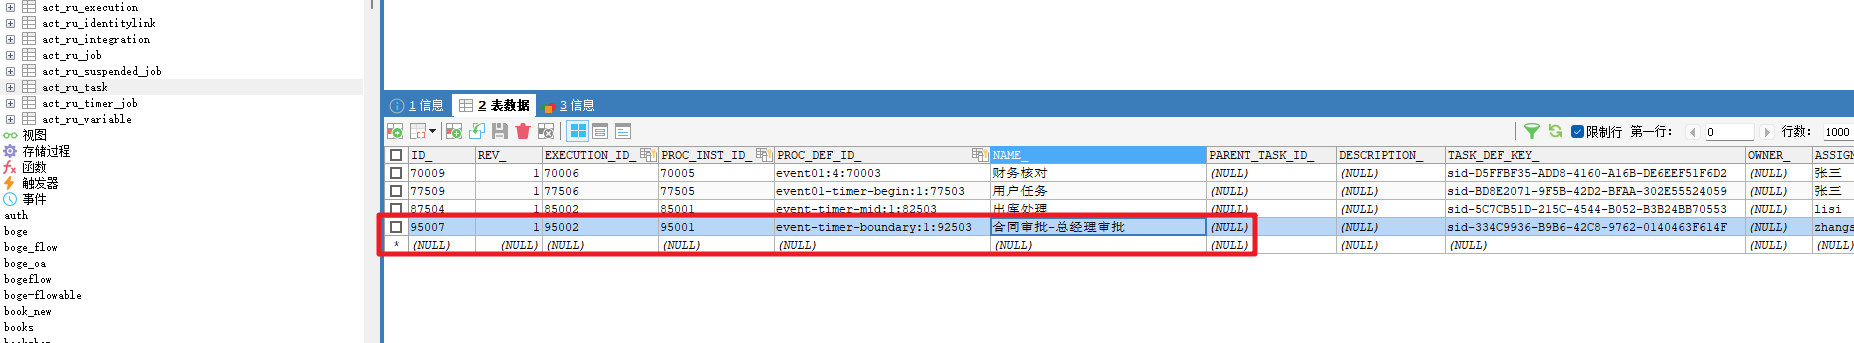 act_ru_execution
act_ru_identitylink
act_ru_integration
act_ru_job
act_ru_suspended_job
act_ru_task
act_ru_timer_job
act_ru_variable
视图
存储过程
函数
触发器
事件
auth
boge
boge_flow
boge_oa
bogeflow
boge-flowable
book_new
books
1 信息 2 表数据 3 信息
限制行 第一行: 0 行数: 1000
ID_ REV_ EXECUTION_ID_ PROC_INST_ID_ PROC_DEF_ID_ NAME_ PARENT_TASK_ID_ DESCRIPTION_ TASK_DEF_KEY_ OWNER_ ASSIGN
70009 1 70006 70005 event01:4:70003 财务核对 (NULL) (NULL) sid-D5FFBF35-ADD8-4160-A16B-DE6EEF51F6D2 (NULL) 张三
77509 1 77506 77505 event01-timer-begin:1:77503 用户任务 (NULL) (NULL) sid-BD8E2071-9F5B-42D2-BFAA-302E55524059 (NULL) 张三
87504 1 85002 85001 event-timer-mid:1:82503 出库处理 (NULL) (NULL) sid-5C7CB51D-215C-4544-B052-B3B24BB70553 (NULL) lisi
95007 1 95002 95001 event-timer-boundary:1:92503 合同审批-总经理审批 (NULL) (NULL) sid-334C9936-B9B6-42C8-9762-0140463F614F (NULL) zhangs
* (NULL) (NULL) (NULL) (NULL) (NULL) (NULL) (NULL) (NULL) (NULL) (NULL) (NULL)